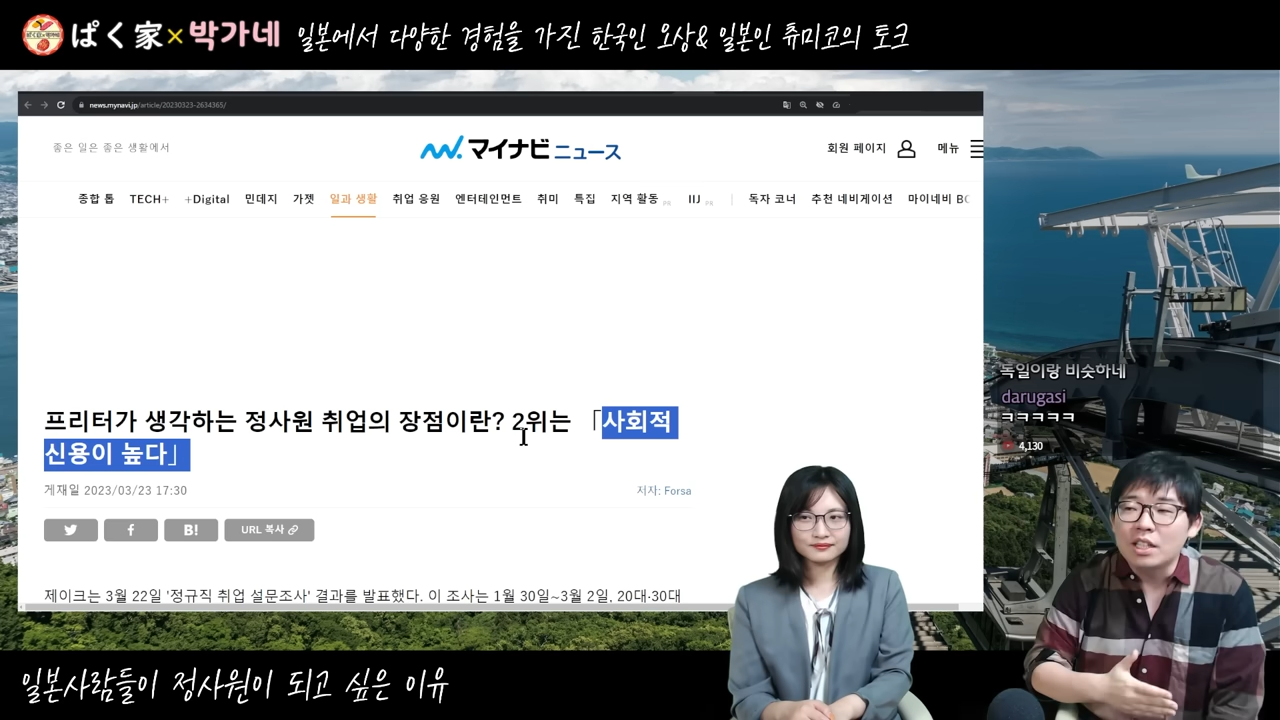 ぱく家×박가네 일본에서 다양한 경험을 가진 한국인 오상& 일본인 츄미코의 토크
news.mynavi.jp/article/20230323-2634365/
좋은 일은 좋은 생활에서
マイナビニュース
회원 페이지
메뉴
종합 톱 TECH+ +Digital 민데지 가젯 일과 생활 취업 응원 엔터테인먼트 취미 특집 지역 활동 IIJ 독자 코너 추천 네비게이션 마이네비 BO
프리터가 생각하는 정사원 취업의 장점이란? 2위는 「사회적
신용이 높다」
게재일 2023/03/23 17:30
저자: Forsa
B!
URL 복사
제이크는 3월 22일 '정규직 취업 설문조사' 결과를 발표했다. 이 조사는 1월 30일~3월 2일, 20대·30대
독일이랑 비슷하네
darugasi
ㅋㅋㅋㅋㅋ
4,130
일본사람들이 정사원이 되고 싶은 이유